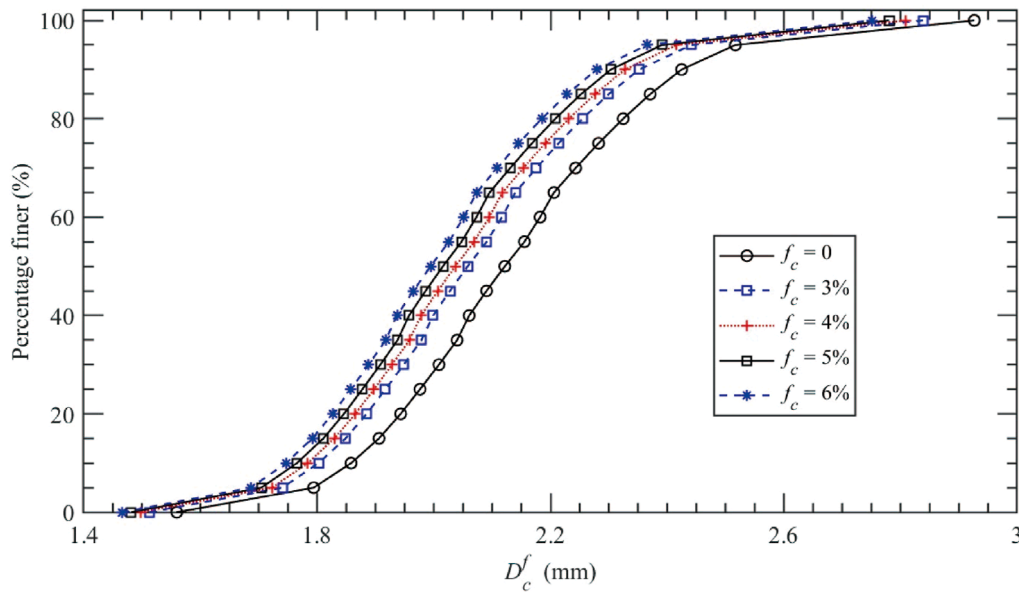 100
80
60
40
20
0
Percentage finer (%)
1.4
1.8
2.2
2.6
3
D_c^f (mm)
f_c = 0
f_c = 3%
f_c = 4%
f_c = 5%
f_c = 6%